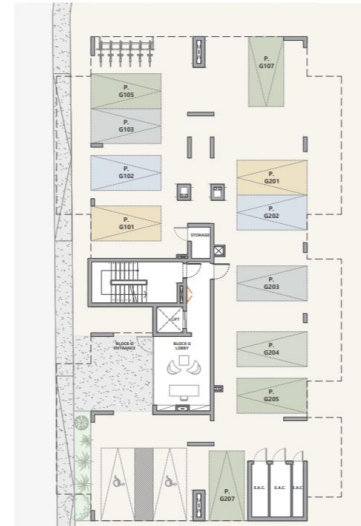 P.
G107
P.
G105
P.
G103
P.
G102
P.
G201
P.
G202
P.
G101
STORAGE
P.
G203
LIFT
BLOCK G
ENTRANCE
BLOCK G
LOBBY
P.
G204
P.
G205
P.
G207
S.A.C.
S.A.C.
S.A.C.